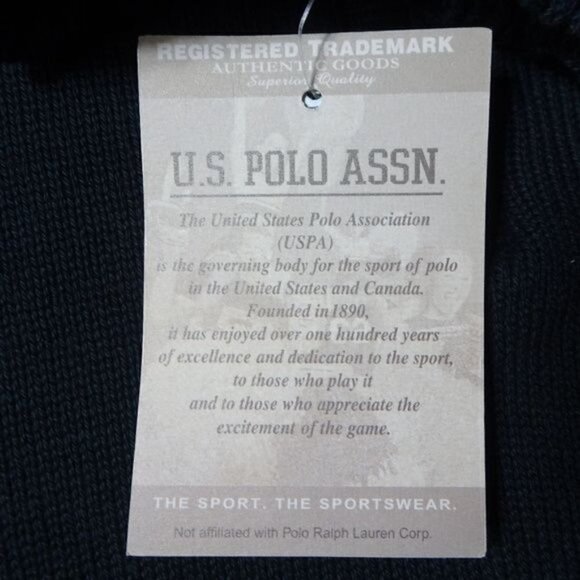 REGISTERED TRADEMARK
AUTHENTIC GOODS
Superior Quality
U.S. POLO ASSN.
The United States Polo Association
(USPA)
is the governing body for the sport of polo
in the United States and Canada.
Founded in 1890,
it has enjoyed over one hundred years
of excellence and dedication to the sport,
to those who play it
and to those who appreciate the
excitement of the game.
THE SPORT. THE SPORTSWEAR.
Not affiliated with Polo Ralph Lauren Corp.